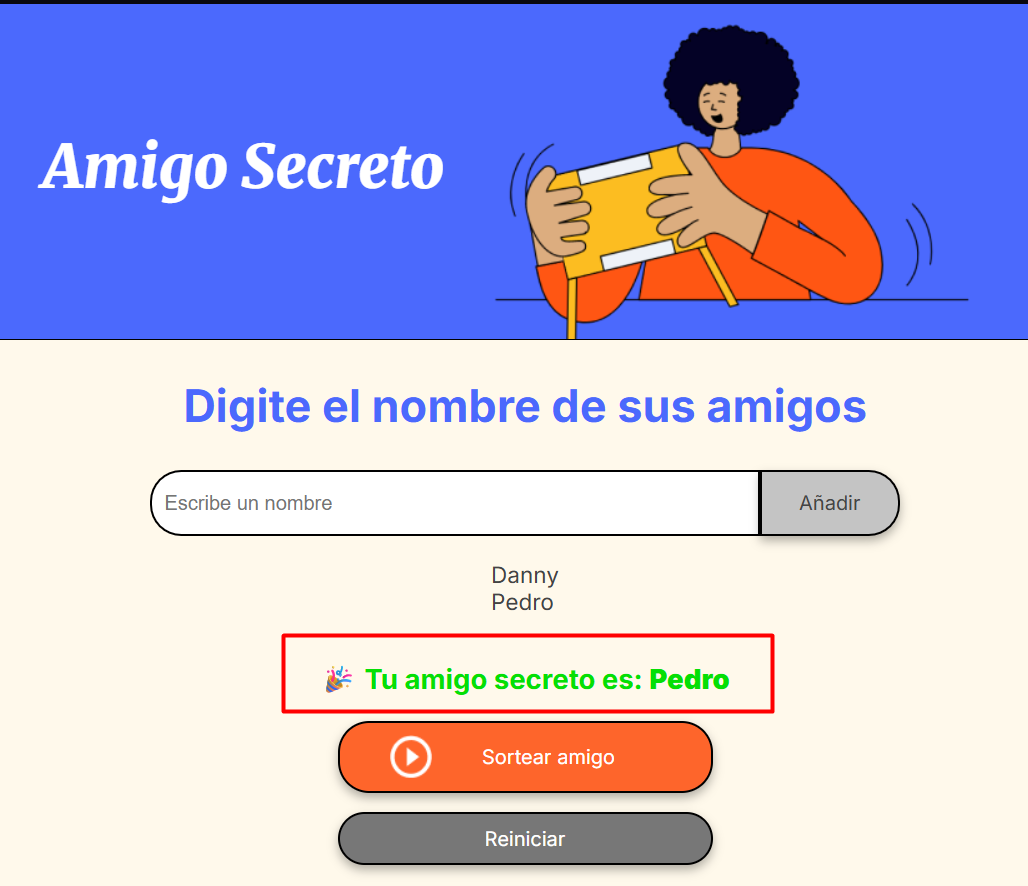 Amigo Secreto
Digite el nombre de sus amigos
Escribe un nombre
Añadir
Danny
Pedro
🎉 Tu amigo secreto es: Pedro
Sortear amigo
Reiniciar